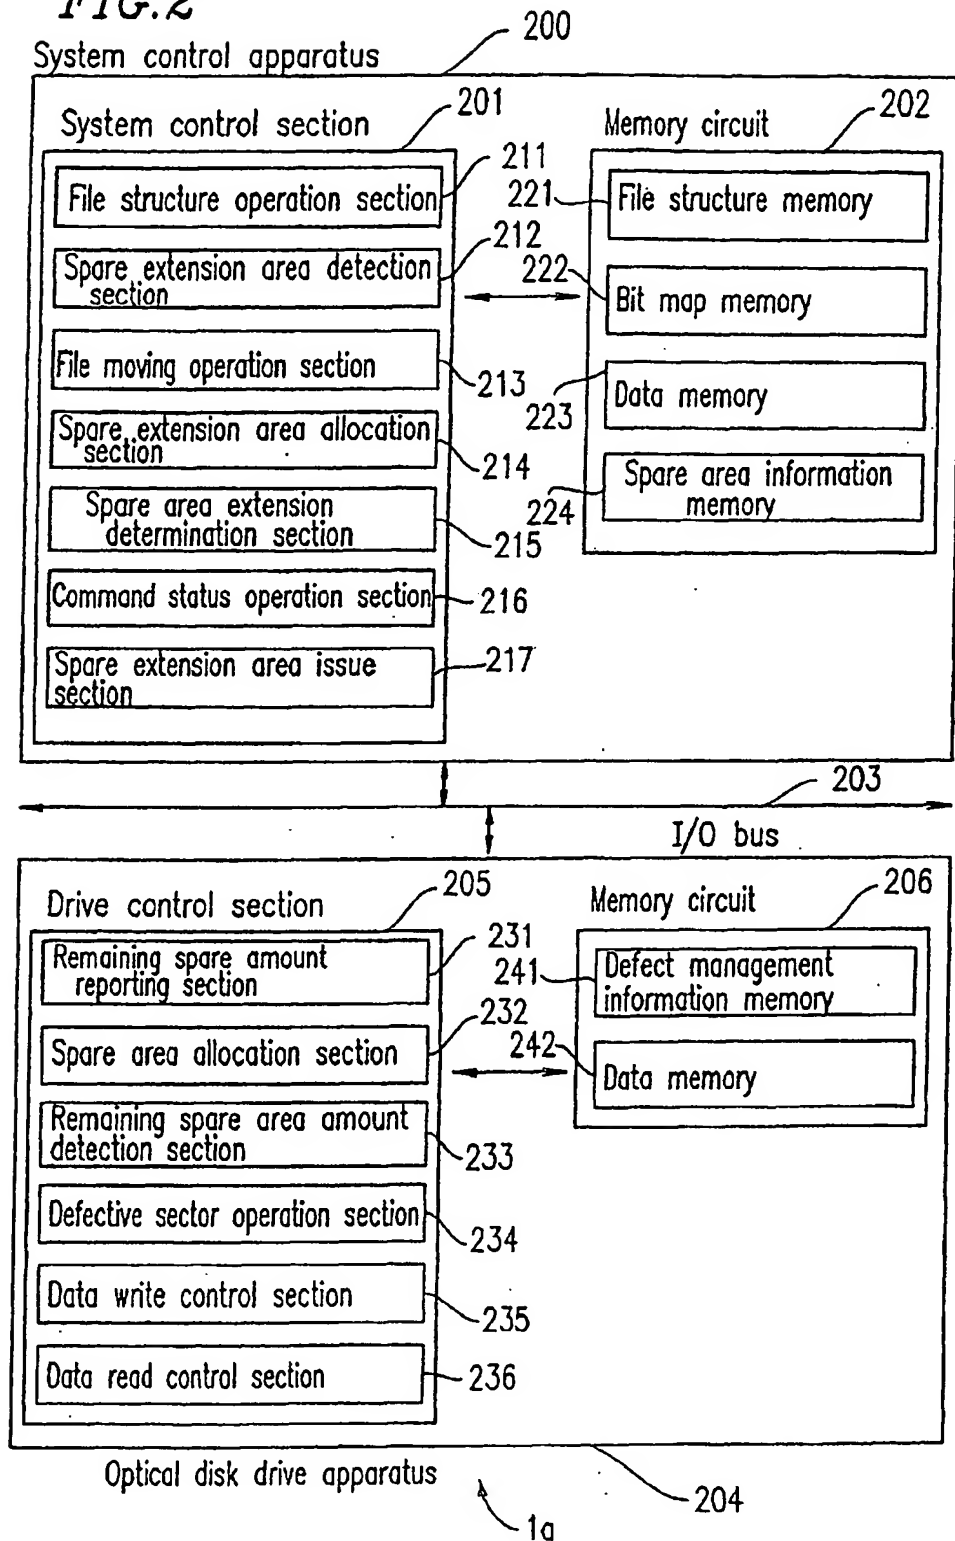 FIG.2
200
System control apparatus
201
System control section
Memory circuit
202
211
File structure operation section
221
File structure memory
212
Spare extension area detection
section
222
Bit map memory
File moving operation section
213
Data memory
223
Spare extension area allocation
section
214
Spare area information
memory
224
Spare area extension
determination section
215
Command status operation section
216
Spare extension area issue
section
217
203
I/O bus
205
Drive control section
Memory circuit
206
231
Remaining spare amount
reporting section
241
Defect management
information memory
232
Spare area allocation section
242
Data memory
Remaining spare area amount
detection section
233
Defective sector operation section
234
Data write control section
235
Data read control section
236
Optical disk drive apparatus
204
1a